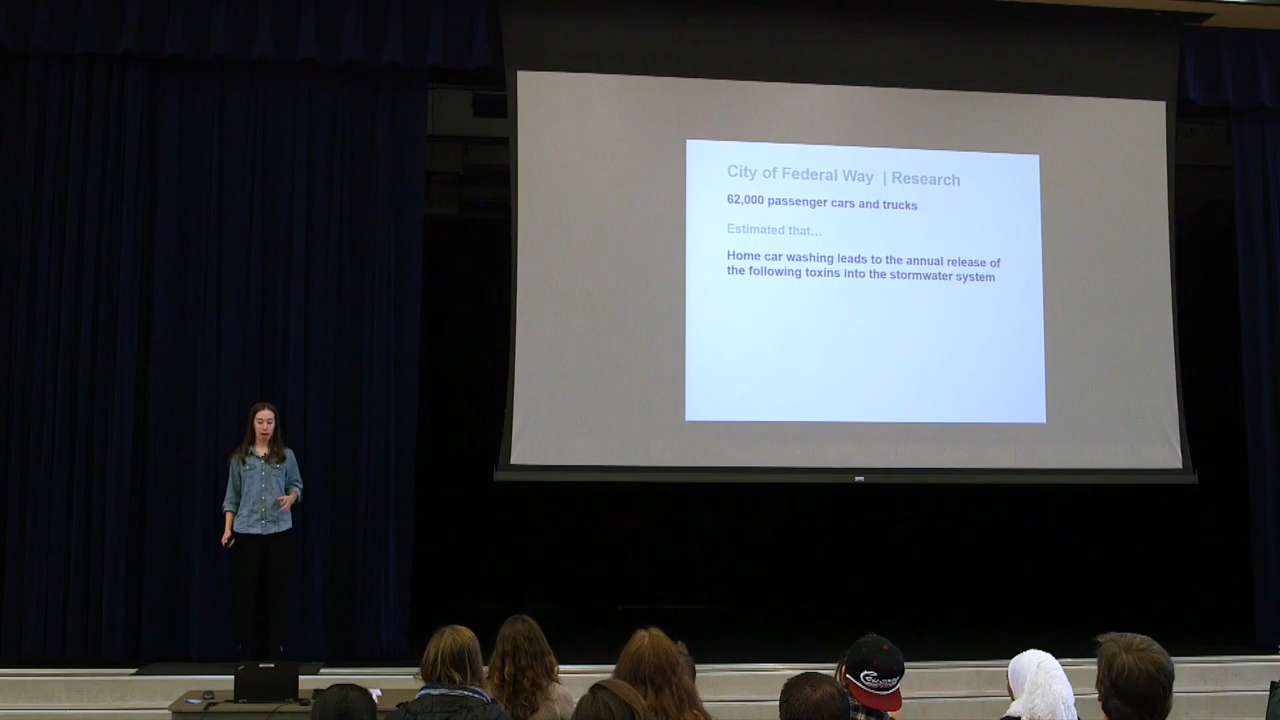 City of Federal Way | Research
62,000 passenger cars and trucks
Estimated that...
Home car washing leads to the annual release of
the following toxins into the stormwater system